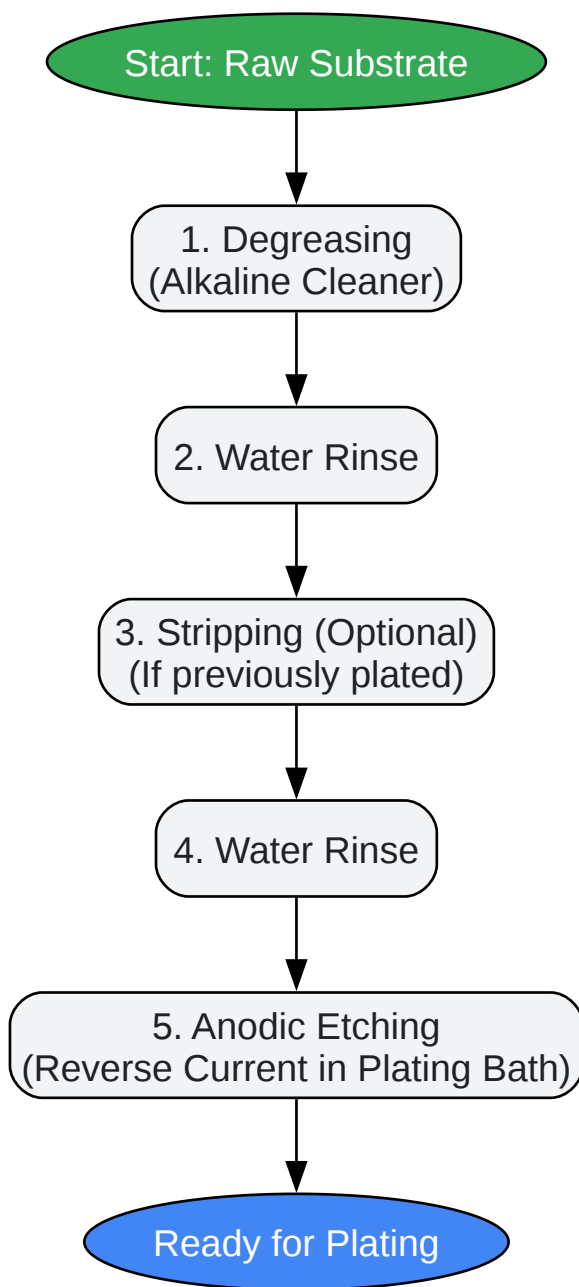 Start: Raw Substrate
1. Degreasing
(Alkaline Cleaner)
2. Water Rinse
3. Stripping (Optional)
(If previously plated)
4. Water Rinse
5. Anodic Etching
(Reverse Current in Plating Bath)
Ready for Plating